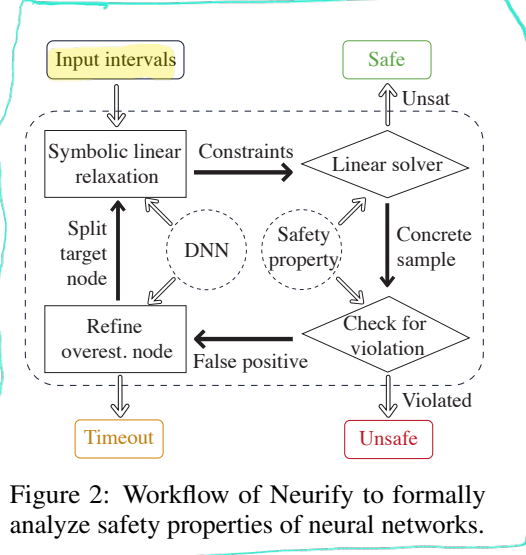 Input intervals
Safe
Unsat
Symbolic linear
relaxation
Constraints
Linear solver
Split
target
node
DNN
Safety
property
Concrete
sample
Refine
overest. node
False positive
Check for
violation
Violated
Timeout
Unsafe
Figure 2: Workflow of Neurify to formally
analyze safety properties of neural networks.